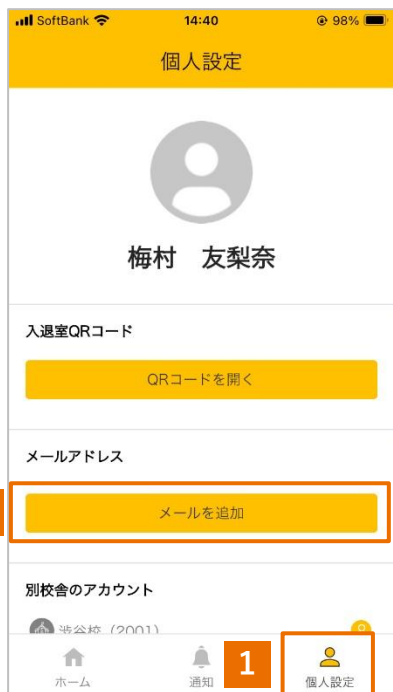 SoftBank 14:40 98%
個人設定
梅村 友梨奈
入退室QRコード
QRコードを開く
メールアドレス
メールを追加
別校舎のアカウント
渋谷校 (2001)
1
ホーム 通知 個人設定